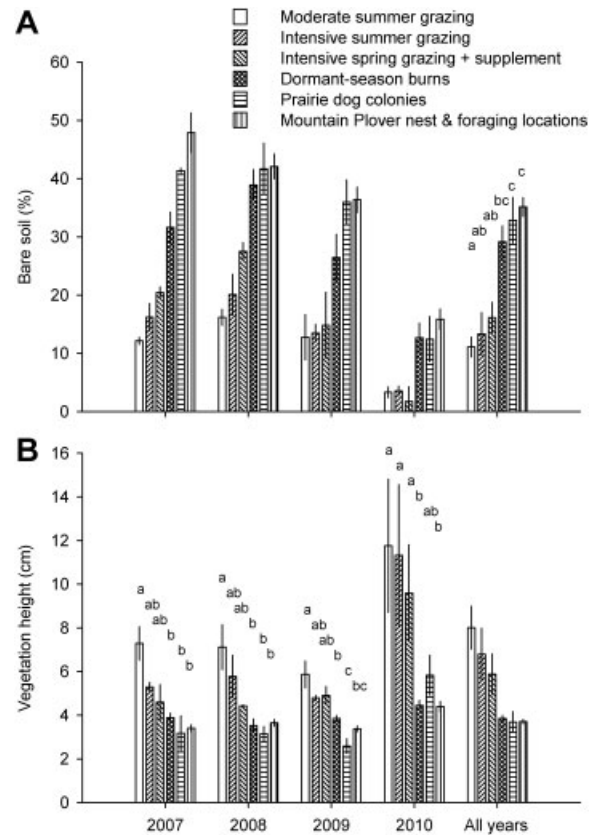 A
Moderate summer grazing
Intensive summer grazing
Intensive spring grazing + supplement
Dormant-season burns
Prairie dog colonies
Mountain Plover nest & foraging locations
60
50
40
30
20
10
0
Bare soil (%)
a
ab
ab
bc
c
c
B
16
14
12
10
8
6
4
2
0
Vegetation height (cm)
a
ab
ab
b
b
b
a
ab
ab
b
b
b
a
ab
ab
b
c
bc
a
a
a
b
ab
b
2007
2008
2009
2010
All years